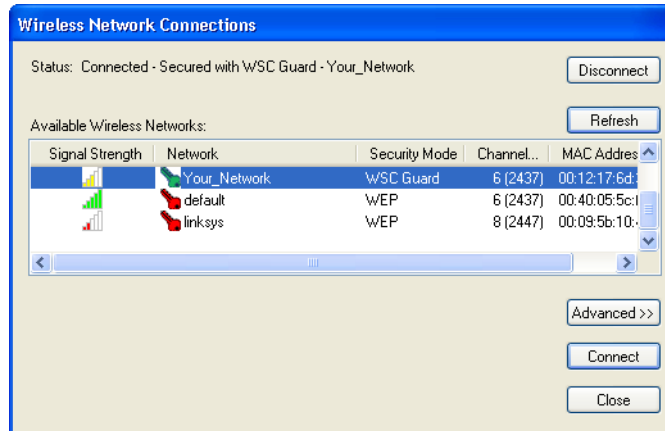 Wireless Network Connections
Status: Connected - Secured with WSC Guard - Your_Network
Disconnect
Refresh
Available Wireless Networks:
Signal Strength Network Security Mode Channel... MAC Addres
Your_Network WSC Guard 6 (2437) 00:12:17:6d:
default WEP 6 (2437) 00:40:05:5c:
linksys WEP 8 (2447) 00:09:5b:10:
Advanced >>
Connect
Close